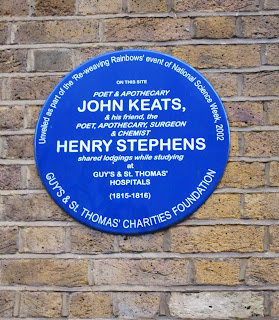 Unveiled as part of the 'Re-weaving Rainbows' event of National Science Week, 2002
ON THIS SITE
POET & APOTHECARY
JOHN KEATS,
& his friend, the
POET, APOTHECARY, SURGEON
& CHEMIST
HENRY STEPHENS
shared lodgings while studying
at
GUY'S & St. THOMAS'
HOSPITALS
(1815-1816)
GUY'S & St. THOMAS' CHARITIES FOUNDATION